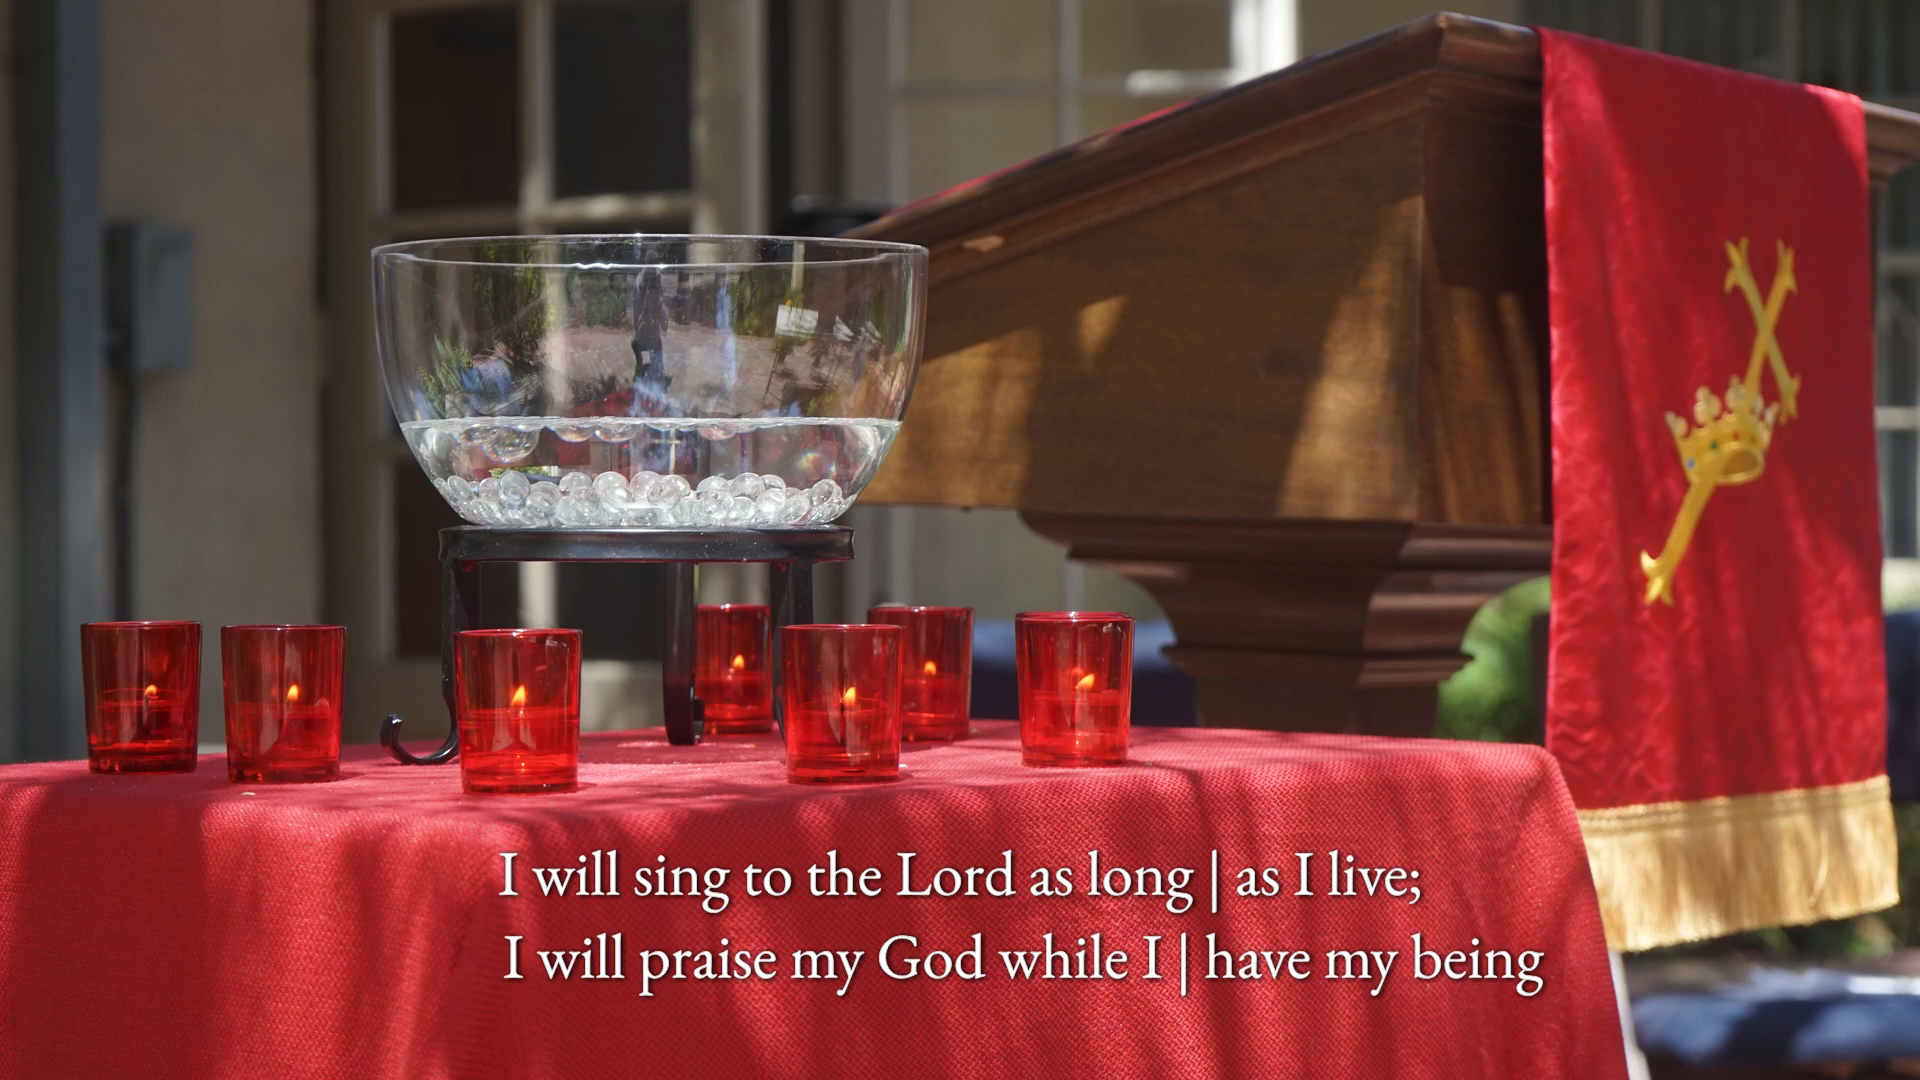 I will sing to the Lord as long | as I live;
I will praise my God while I | have my being